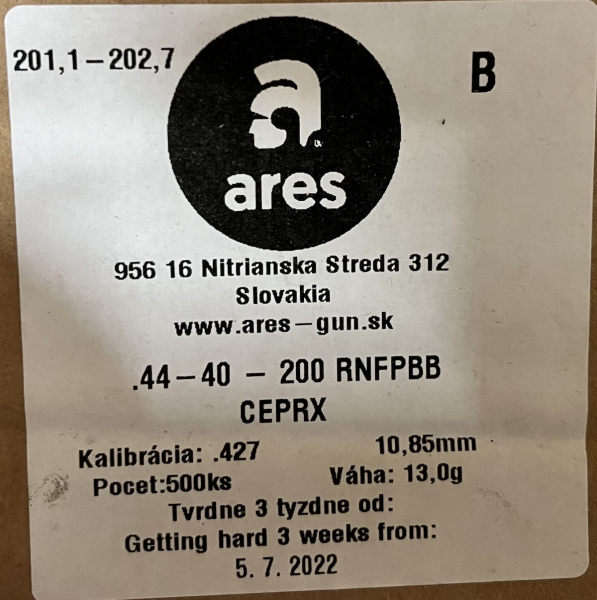 201,1-202,7
B
ares
956 16 Nitrianska Streda 312
Slovakia
www.ares-gun.sk
.44-40 - 200 RNFPBB
CEPRX
Kalibrácia: .427 10,85mm
Pocet:500ks Váha: 13,0g
Tvrdne 3 tyzdne od:
Getting hard 3 weeks from:
5. 7. 2022